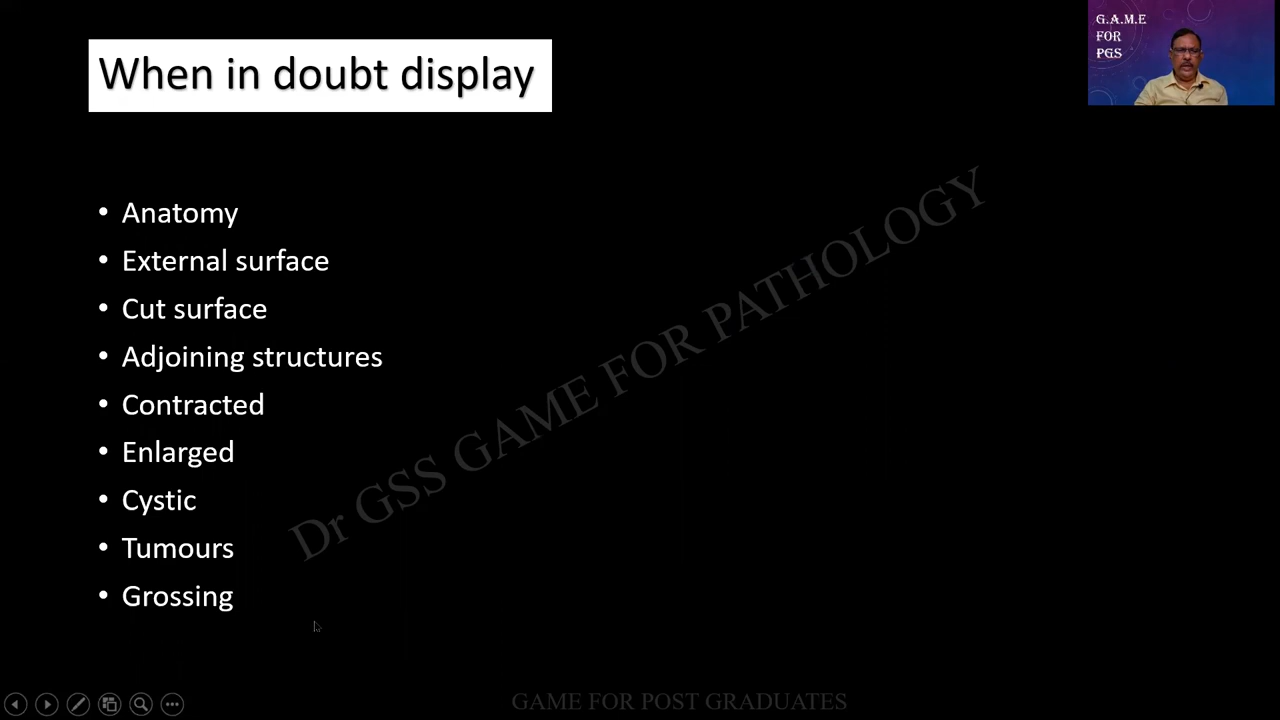 When in doubt display
G.A.M.E
FOR
PGS
• Anatomy
• External surface
• Cut surface
• Adjoining structures
• Contracted
• Enlarged
• Cystic
• Tumours
• Grossing
Dr GSS GAME FOR PATHOLOGY
GAME FOR POST GRADUATES